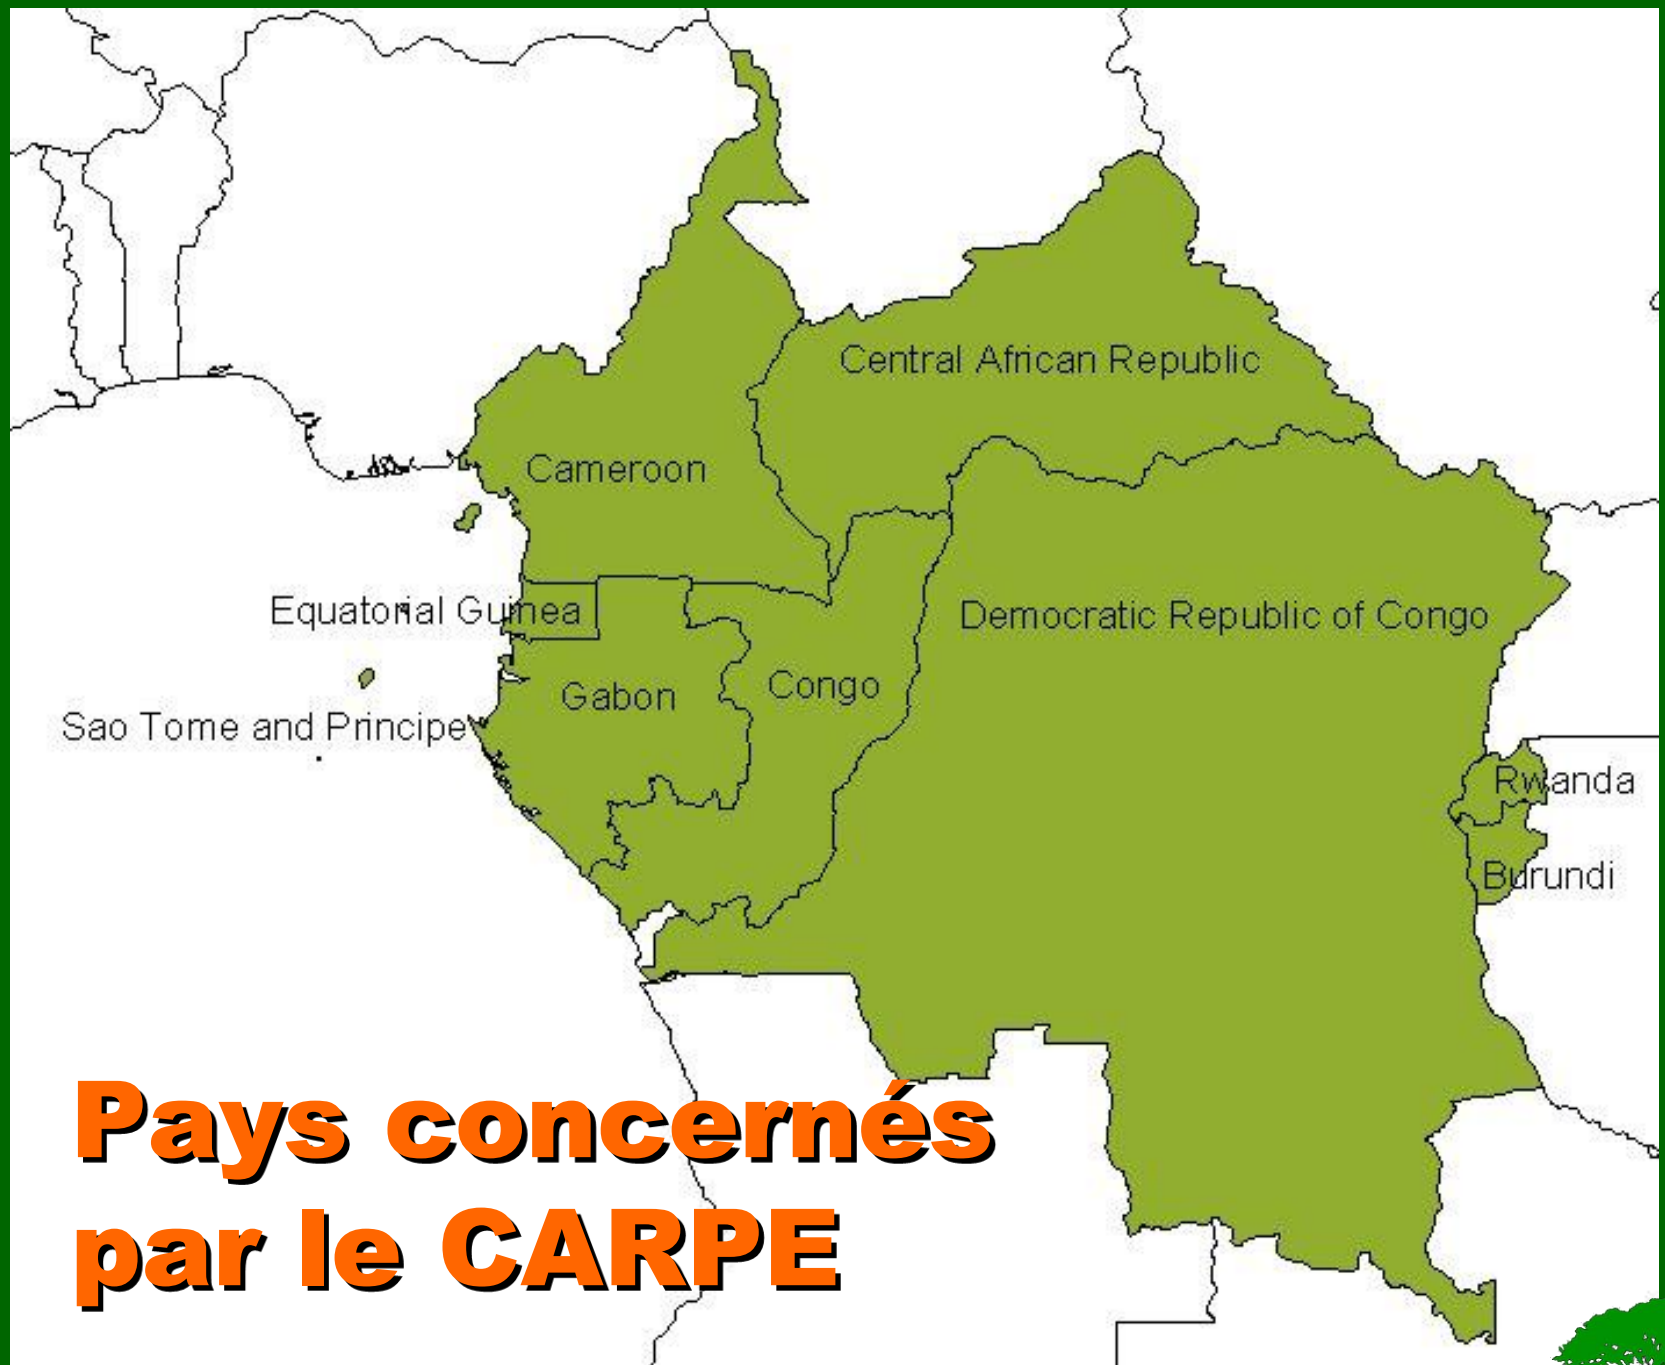 Central African Republic
Cameroon
Equatorial Guinea
Democratic Republic of Congo
Gabon
Congo
Sao Tome and Principe
Rwanda
Burundi
Pays concernés
par le CARPE